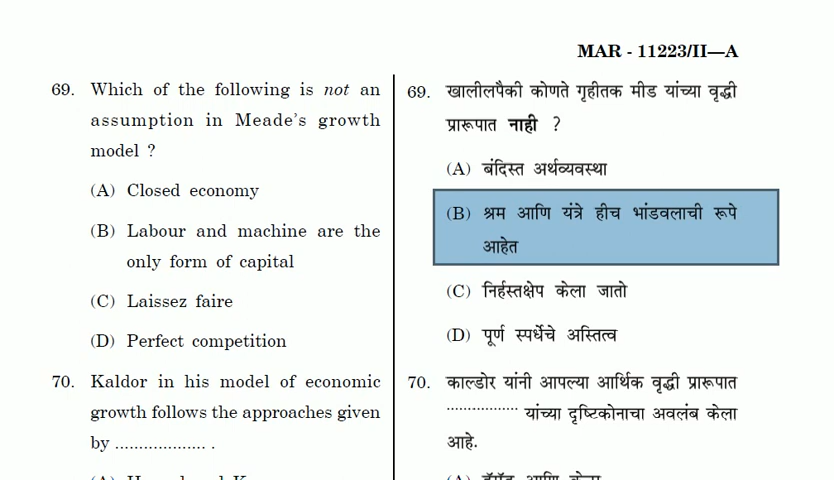 MAR - 11223/II—A
69. Which of the following is not an
assumption in Meade's growth
model ?
(A) Closed economy
(B) Labour and machine are the
only form of capital
(C) Laissez faire
(D) Perfect competition
70. Kaldor in his model of economic
growth follows the approaches given
by ................... .
69. खालीलपैकी कोणते गृहीतक मीड यांच्या वृद्धी
प्रारूपात नाही ?
(A) बंदिस्त अर्थव्यवस्था
(B) श्रम आणि यंत्रे हीच भांडवलाची रूपे
आहेत
(C) निर्हस्तक्षेप केला जातो
(D) पूर्ण स्पर्धेचे अस्तित्व
70. काल्डोर यांनी आपल्या आर्थिक वृद्धी प्रारूपात
................. यांच्या दृष्टिकोनाचा अवलंब केला
आहे.